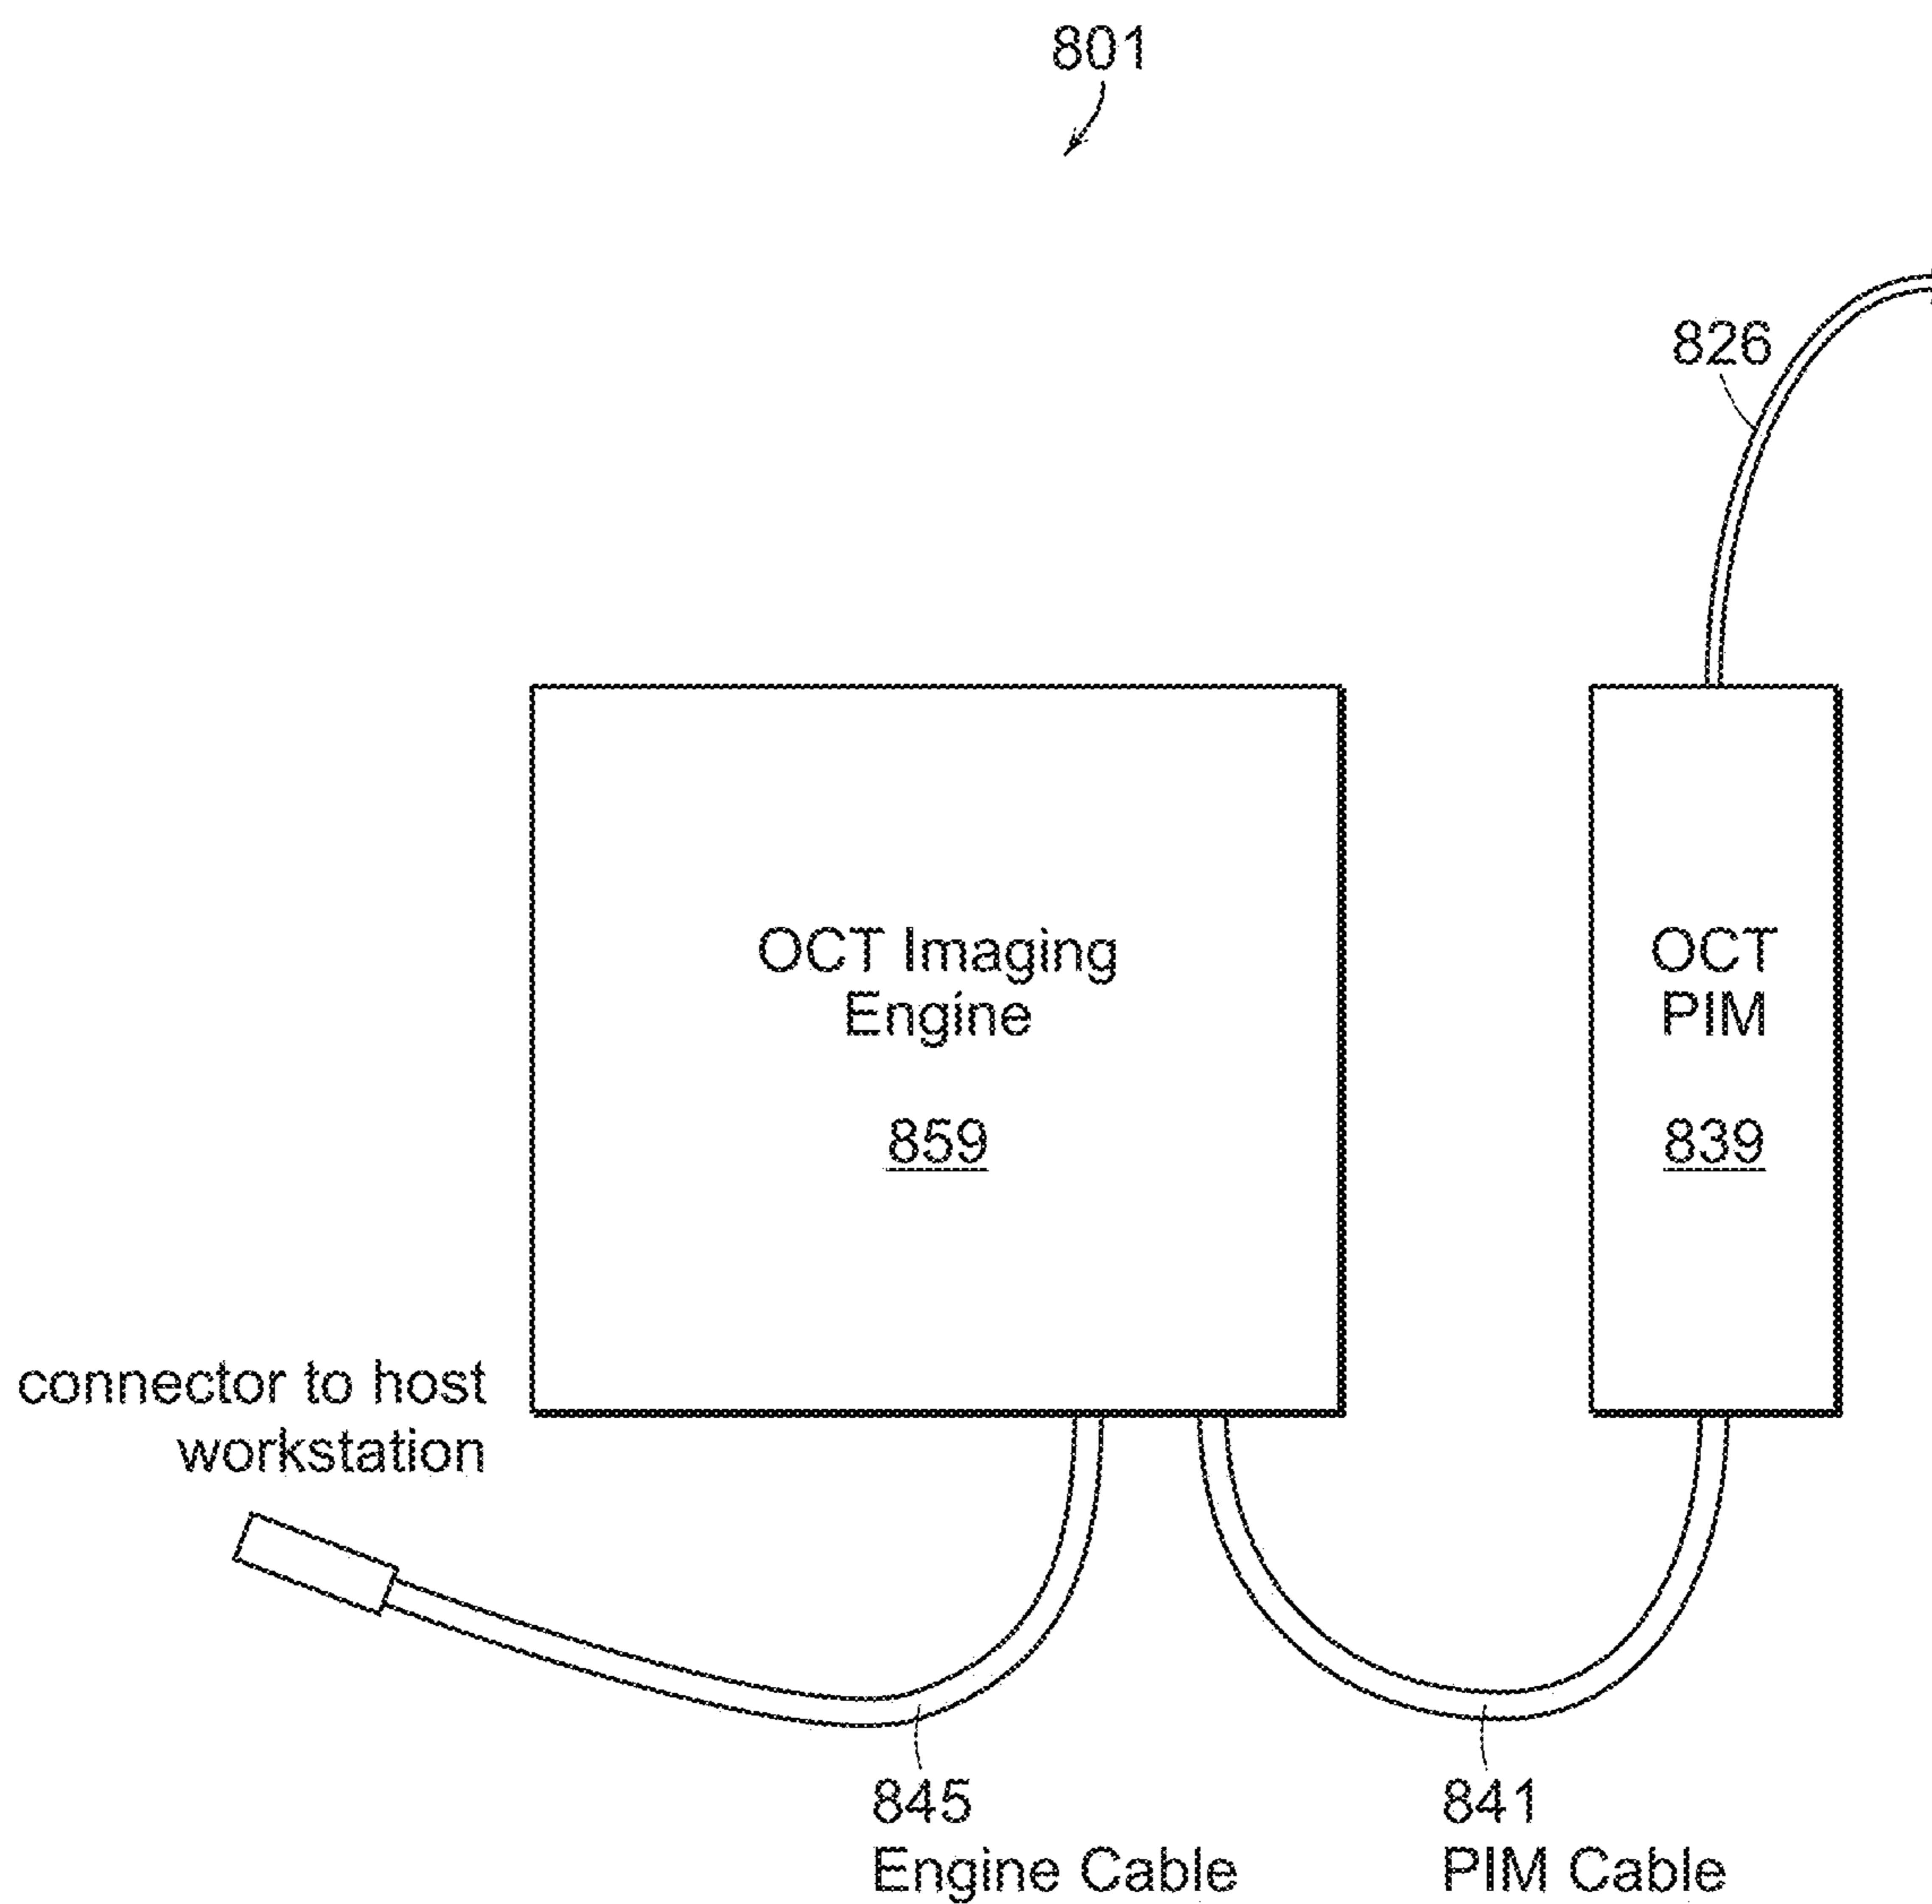 801
826
OCT Imaging
Engine
859
OCT
PIM
839
connector to host
workstation
845
Engine Cable
841
PIM Cable